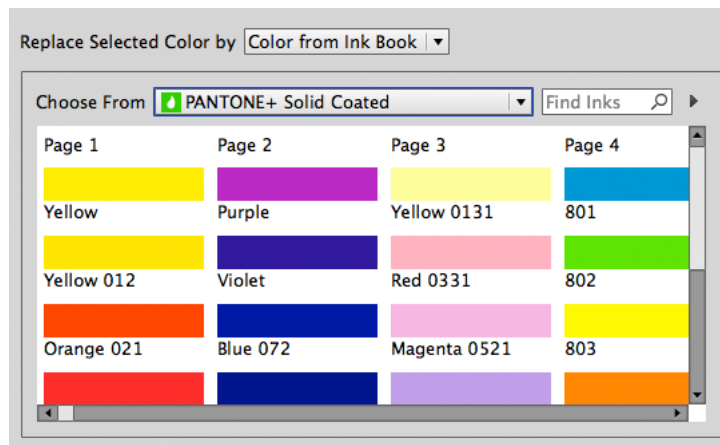 Replace Selected Color by Color from Ink Book
Choose From PANTONE+ Solid Coated Find Inks
Page 1 Page 2 Page 3 Page 4
Yellow Purple Yellow 0131 801
Yellow 012 Violet Red 0331 802
Orange 021 Blue 072 Magenta 0521 803